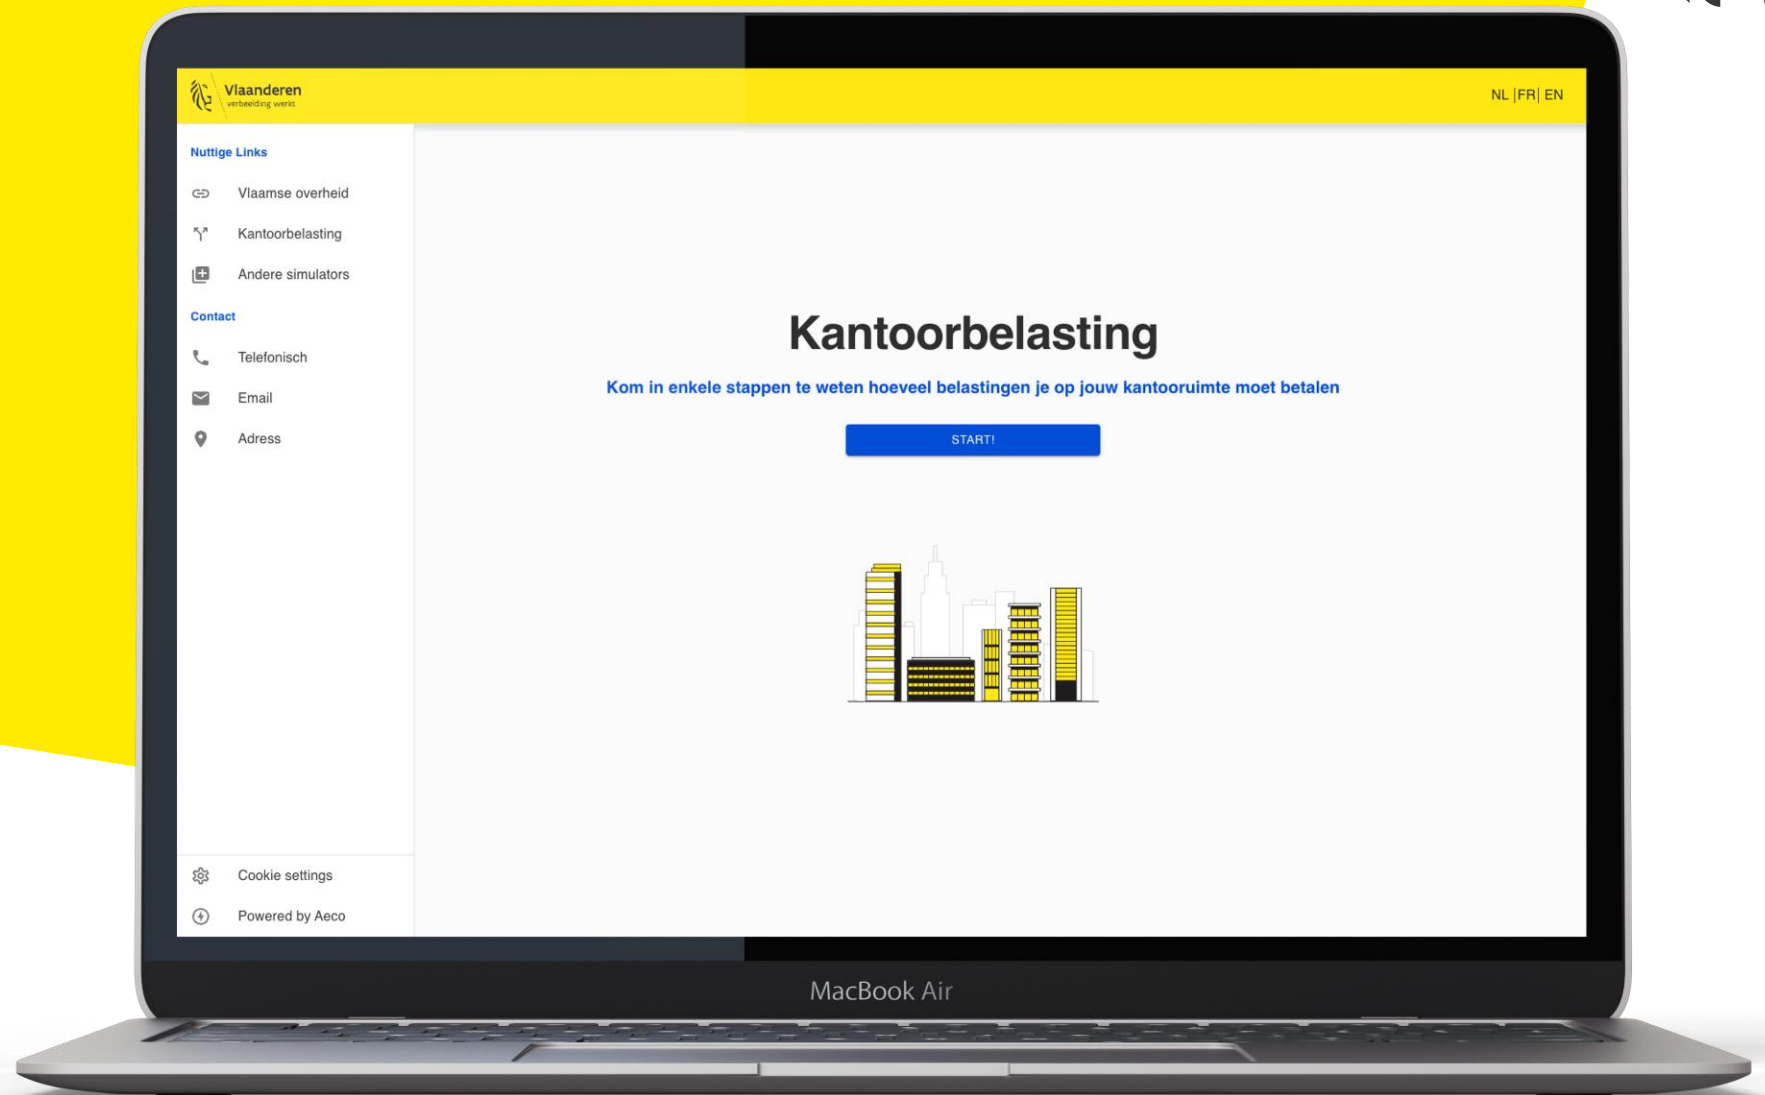 Vlaanderen
verbeelding werkt
NL |FR| EN
Nuttige Links
Vlaamse overheid
Kantoorbelasting
Andere simulators
Contact
Telefonisch
Email
Adress
Kantoorbelasting
Kom in enkele stappen te weten hoeveel belastingen je op jouw kantooruimte moet betalen
START!
Cookie settings
Powered by Aeco
MacBook Air